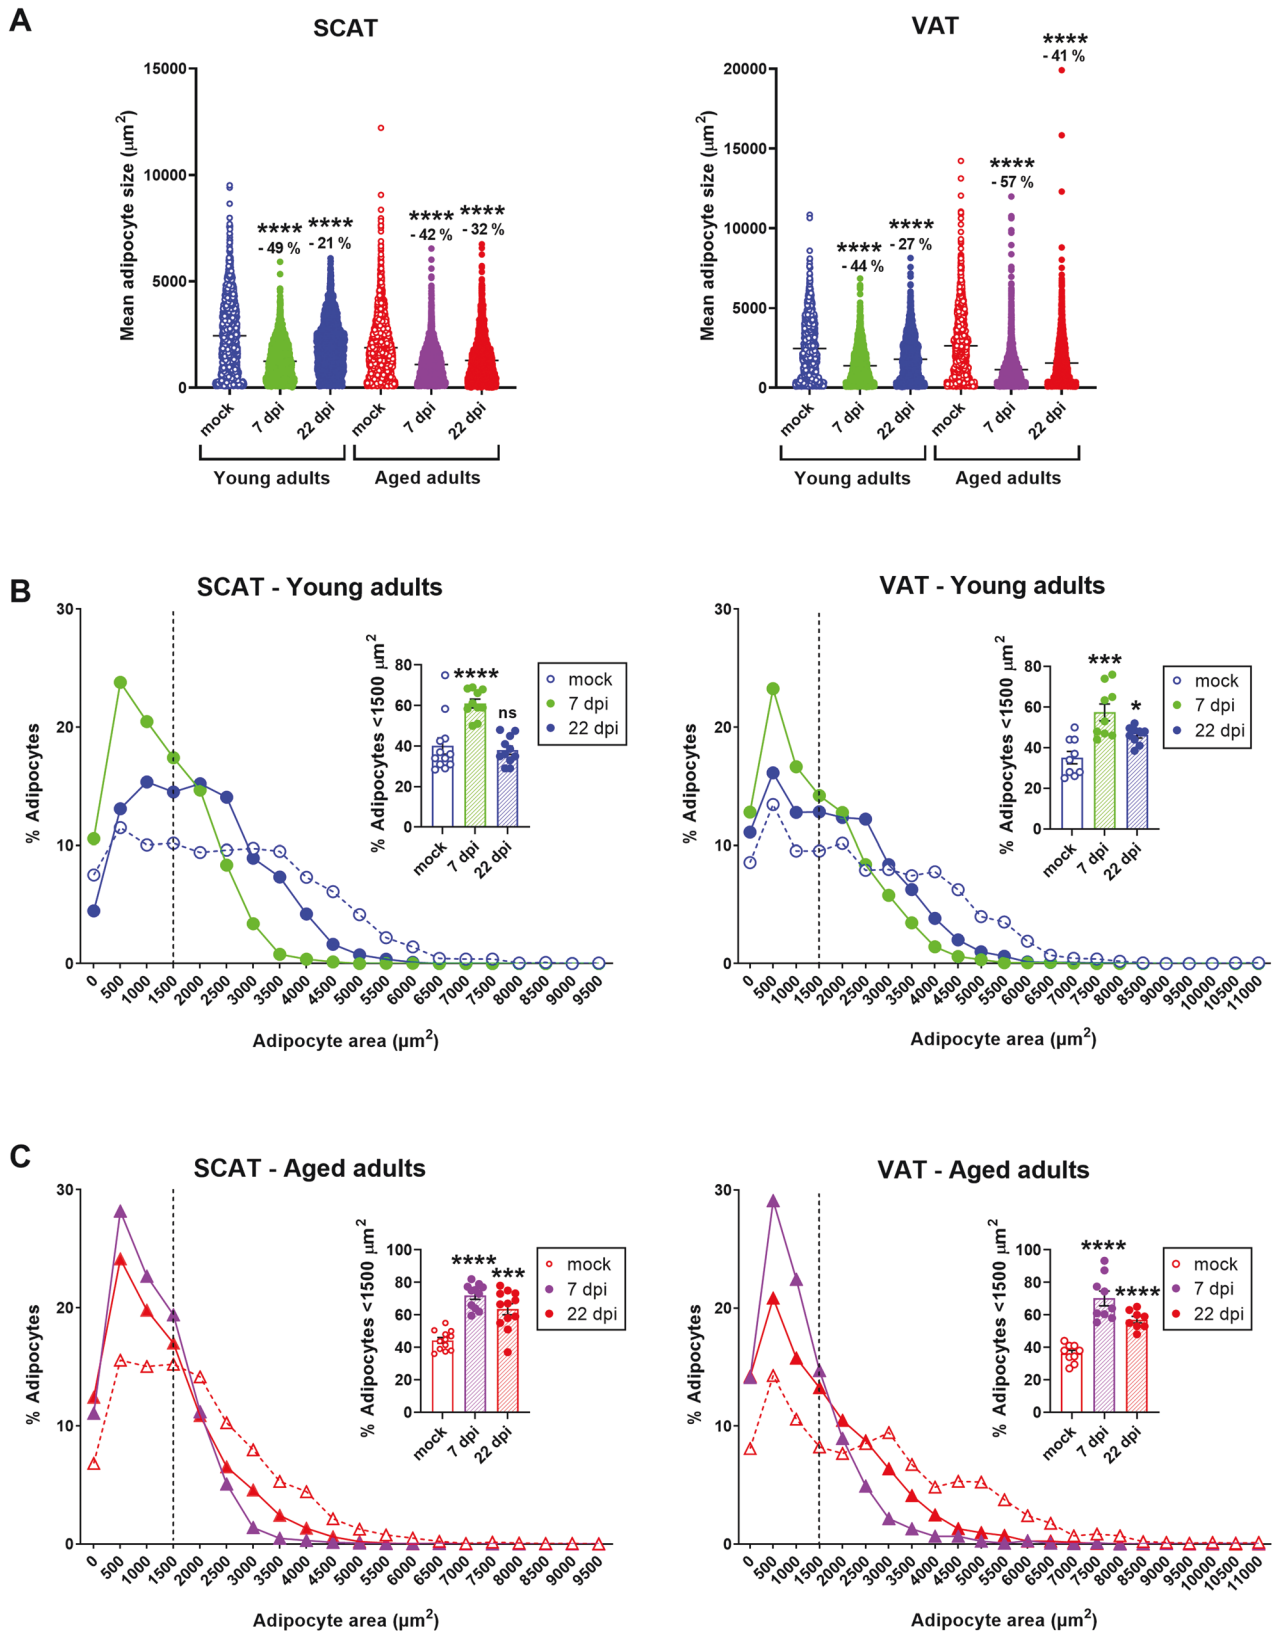 A
SCAT
Mean adipocyte size (µm²)
15000
10000
5000
0
****
- 49 %
****
- 21 %
****
- 42 %
****
- 32 %
mock
7 dpi
22 dpi
mock
7 dpi
22 dpi
Young adults
Aged adults
VAT
Mean adipocyte size (µm²)
20000
15000
10000
5000
0
****
- 44 %
****
- 27 %
****
- 57 %
****
- 41 %
mock
7 dpi
22 dpi
mock
7 dpi
22 dpi
Young adults
Aged adults
B
SCAT - Young adults
% Adipocytes
30
20
10
0
0 500 1000 1500 2000 2500 3000 3500 4000 4500 5000 5500 6000 6500 7000 7500 8000 8500 9000 9500
Adipocyte area (µm²)
% Adipocytes <1500 µm²
80
60
40
20
0
****
ns
mock
7 dpi
22 dpi
mock
7 dpi
22 dpi
VAT - Young adults
% Adipocytes
30
20
10
0
0 500 1000 1500 2000 2500 3000 3500 4000 4500 5000 5500 6000 6500 7000 7500 8000 8500 9000 9500 10000 10500 11000
Adipocyte area (µm²)
% Adipocytes <1500 µm²
80
60
40
20
0
***
*
mock
7 dpi
22 dpi
mock
7 dpi
22 dpi
C
SCAT - Aged adults
% Adipocytes
30
20
10
0
0 500 1000 1500 2000 2500 3000 3500 4000 4500 5000 5500 6000 6500 7000 7500 8000 8500 9000 9500
Adipocyte area (µm²)
% Adipocytes <1500 µm²
100
80
60
40
20
0
****
***
mock
7 dpi
22 dpi
mock
7 dpi
22 dpi
VAT - Aged adults
% Adipocytes
30
20
10
0
0 500 1000 1500 2000 2500 3000 3500 4000 4500 5000 5500 6000 6500 7000 7500 8000 8500 9000 9500 10000 10500 11000
Adipocyte area (µm²)
% Adipocytes <1500 µm²
100
80
60
40
20
0
****
****
mock
7 dpi
22 dpi
mock
7 dpi
22 dpi